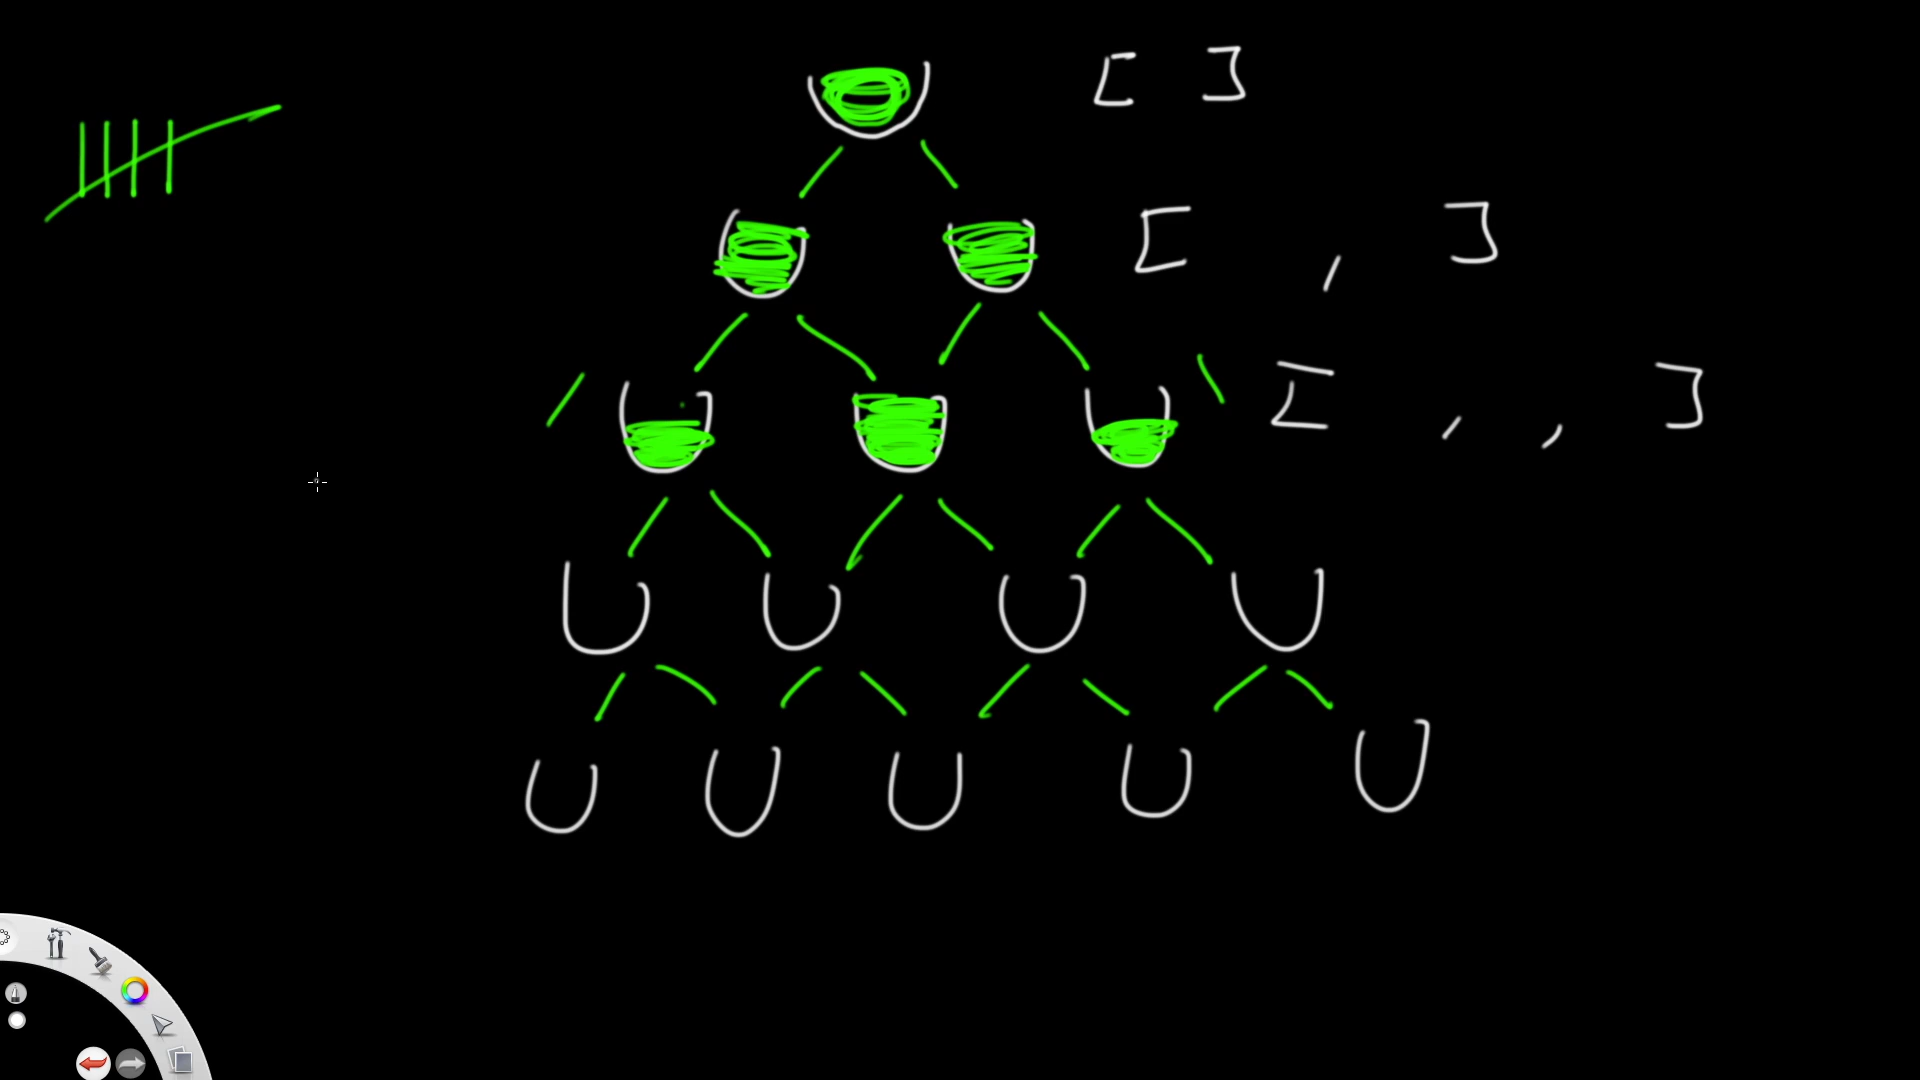 [ ]
[ , ]
[ , , ]